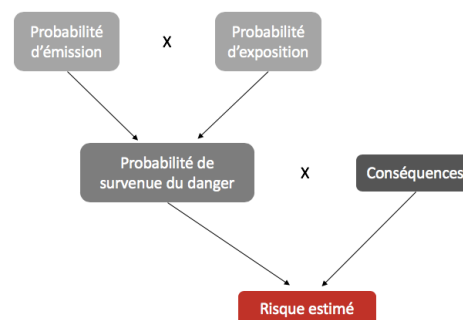 Probabilité
d’émission
X
Probabilité
d’exposition
Probabilité de
survenue du danger
X
Conséquences
Risque estimé